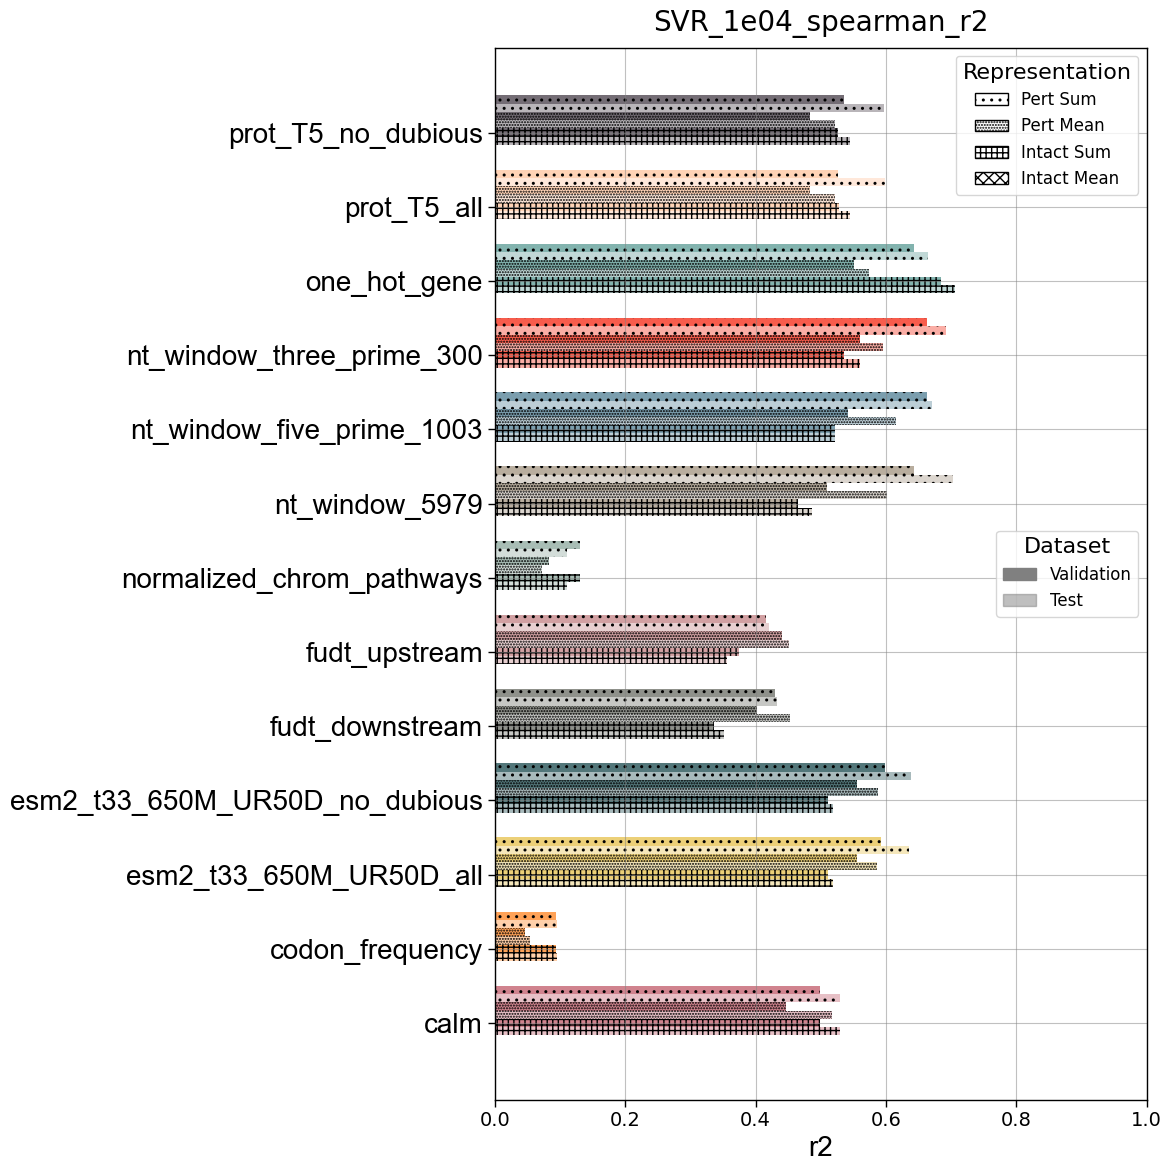 SVR_1e04_spearman_r2
Representation
Pert Sum
Pert Mean
Intact Sum
Intact Mean
prot_T5_no_dubious
prot_T5_all
one_hot_gene
nt_window_three_prime_300
nt_window_five_prime_1003
nt_window_5979
Dataset
Validation
Test
normalized_chrom_pathways
fudt_upstream
fudt_downstream
esm2_t33_650M_UR50D_no_dubious
esm2_t33_650M_UR50D_all
codon_frequency
calm
0.0 0.2 0.4 0.6 0.8 1.0
r2